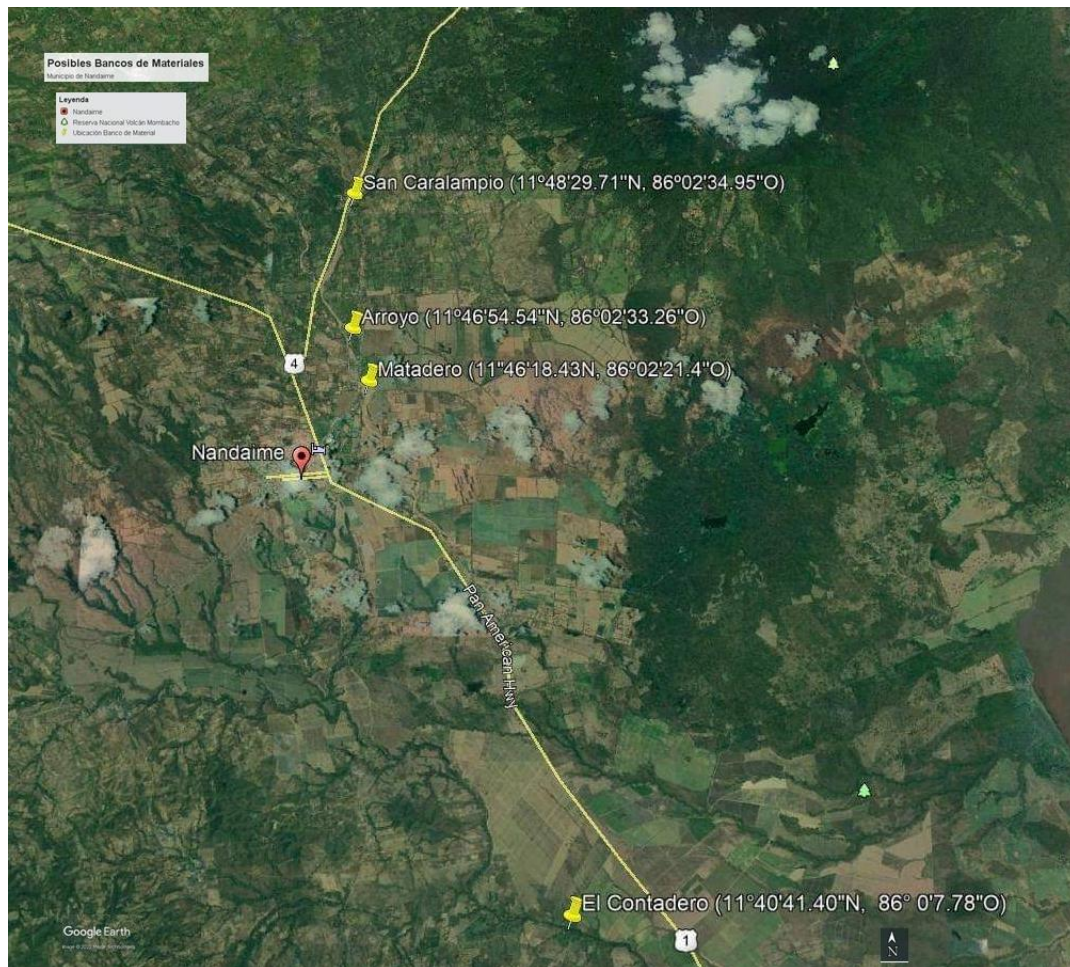 Posibles Bancos de Materiales
Municipio de Nandaime
Leyenda
Nandaime
Reserva Nacional Volcán Mombacho
Ubicación Banco de Material
San Caralampio (11º48'29.71"N, 86º02'34.95"O)
Arroyo (11º46'54.54"N, 86º02'33.26"O)
4
Matadero (11"46'18.43N, 86º02'21.4"O)
Nandaime
Pan American Hwy
El Contadero (11°40'41.40"N, 86° 0'7.78"O)
Google Earth
1
N